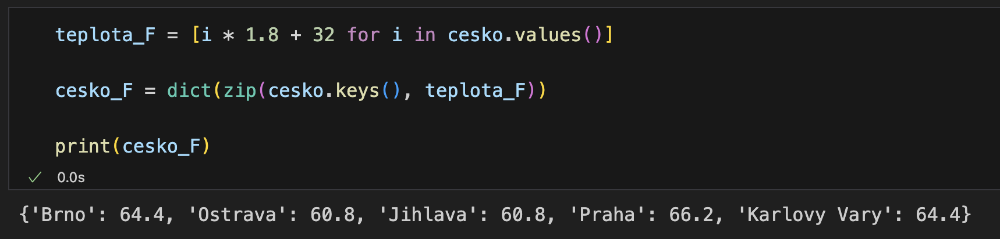 teplota_F = [i * 1.8 + 32 for i in cesko.values()]
cesko_F = dict(zip(cesko.keys(), teplota_F))
print(cesko_F)
✓ 0.0s
{'Brno': 64.4, 'Ostrava': 60.8, 'Jihlava': 60.8, 'Praha': 66.2, 'Karlovy Vary': 64.4}